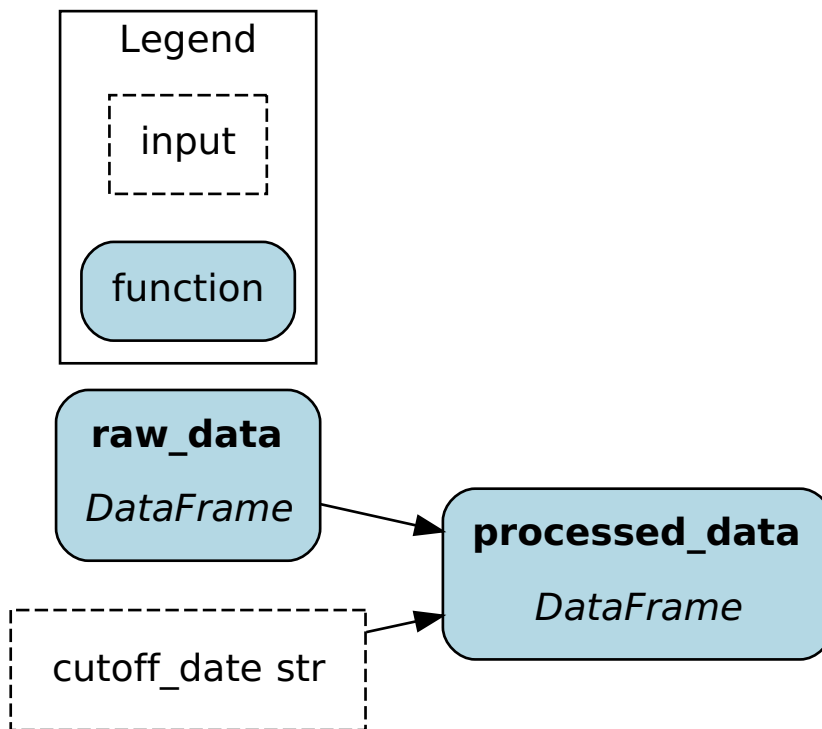 Legend
input
function
raw_data
DataFrame
processed_data
DataFrame
cutoff_date str